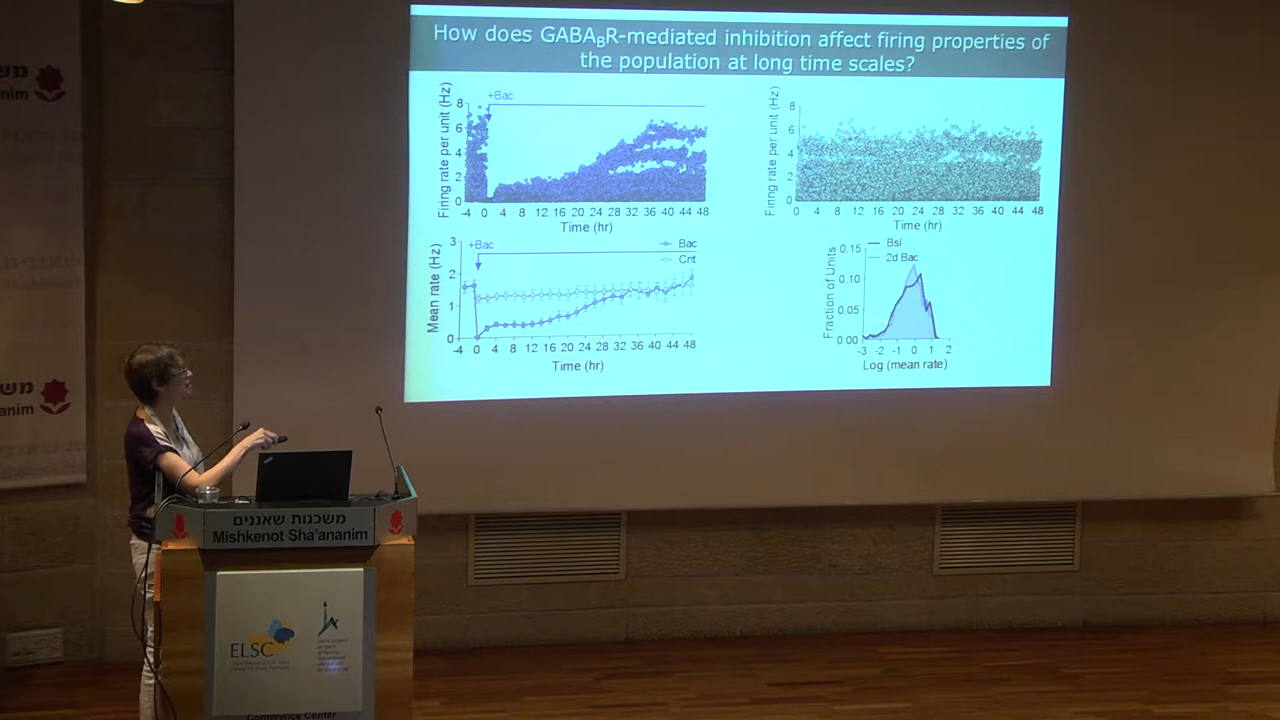 How does GABABR-mediated inhibition affect firing properties of
the population at long time scales?
+Bac
Firing rate per unit (Hz)
8
6
4
2
0
-4 0 4 8 12 16 20 24 28 32 36 40 44 48
Time (hr)
Firing rate per unit (Hz)
8
6
4
2
0
0 4 8 12 16 20 24 28 32 36 40 44 48
Time (hr)
+Bac
Bac
Cnt
Mean rate (Hz)
3
2
1
0
-4 0 4 8 12 16 20 24 28 32 36 40 44 48
Time (hr)
Bsl
2d Bac
Fraction of Units
0.15
0.10
0.05
0.00
-3 -2 -1 0 1 2
Log (mean rate)
משכנות שאננים
Mishkenot Sha'ananim
ELSC
Conference Center
anim
anim